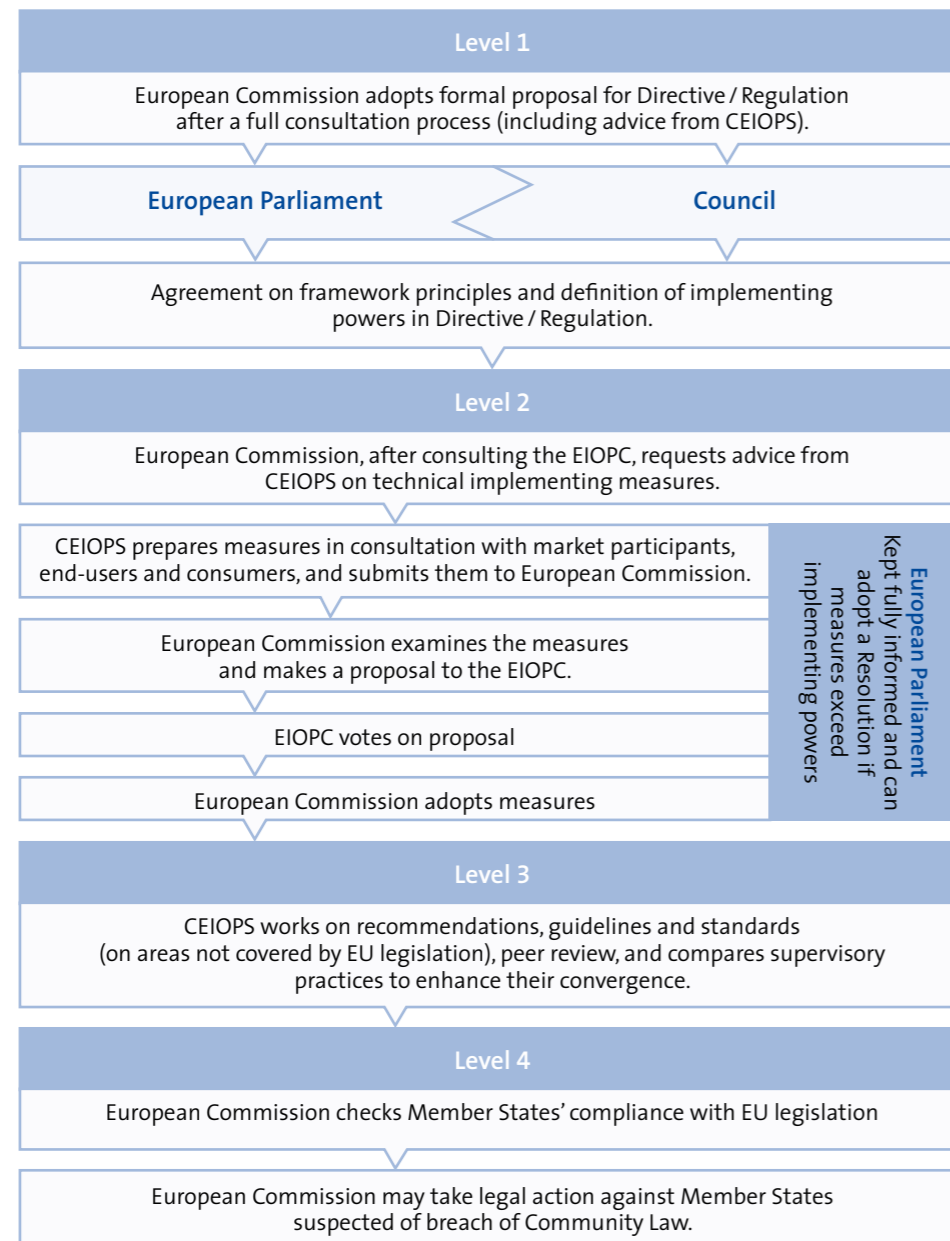 Level 1
European Commission adopts formal proposal for Directive / Regulation
after a full consultation process (including advice from CEIOPS).
European Parliament
Council
Agreement on framework principles and definition of implementing
powers in Directive / Regulation.
Level 2
European Commission, after consulting the EIOPC, requests advice from
CEIOPS on technical implementing measures.
CEIOPS prepares measures in consultation with market participants,
end-users and consumers, and submits them to European Commission.
European Commission examines the measures
and makes a proposal to the EIOPC.
EIOPC votes on proposal
European Commission adopts measures
European Parliament
Kept fully informed and can
adopt a Resolution if
measures exceed
implementing powers
Level 3
CEIOPS works on recommendations, guidelines and standards
(on areas not covered by EU legislation), peer review, and compares supervisory
practices to enhance their convergence.
Level 4
European Commission checks Member States’ compliance with EU legislation
European Commission may take legal action against Member States
suspected of breach of Community Law.